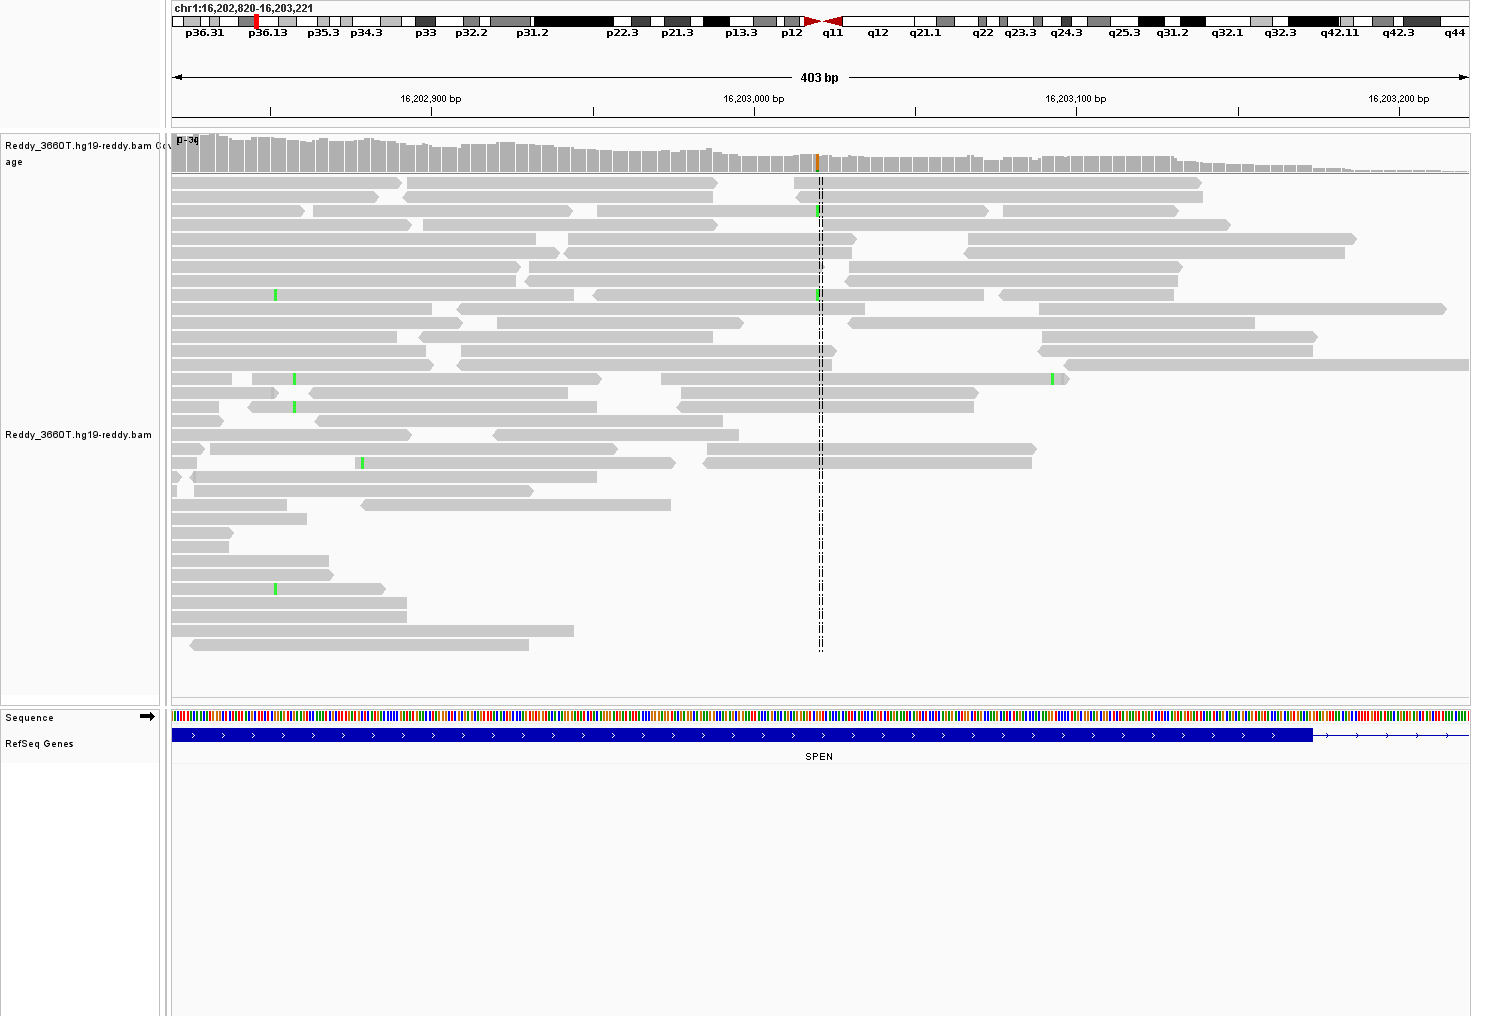 chr1:16,202,820-16,203,221
p36.31 p36.13 p35.3 p34.3 p33 p32.2 p31.2 p22.3 p21.3 p13.3 p12 q11 q12 q21.1 q22 q23.3 q24.3 q25.3 q31.2 q32.1 q32.3 q42.11 q42.3 q44
403 bp
16,202,900 bp 16,203,000 bp 16,203,100 bp 16,203,200 bp
Reddy_3660T.hg19-reddy.bam Cov
age
Reddy_3660T.hg19-reddy.bam
Sequence
RefSeq Genes
SPEN